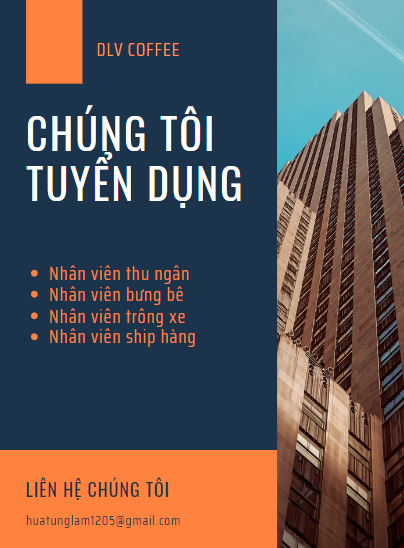 DLV COFFEE
CHÚNG TÔI
TUYỂN DỤNG
Nhân viên thu ngân
Nhân viên bưng bê
Nhân viên trông xe
Nhân viên ship hàng
LIÊN HỆ CHÚNG TÔI
huatunglam1205@gmail.com